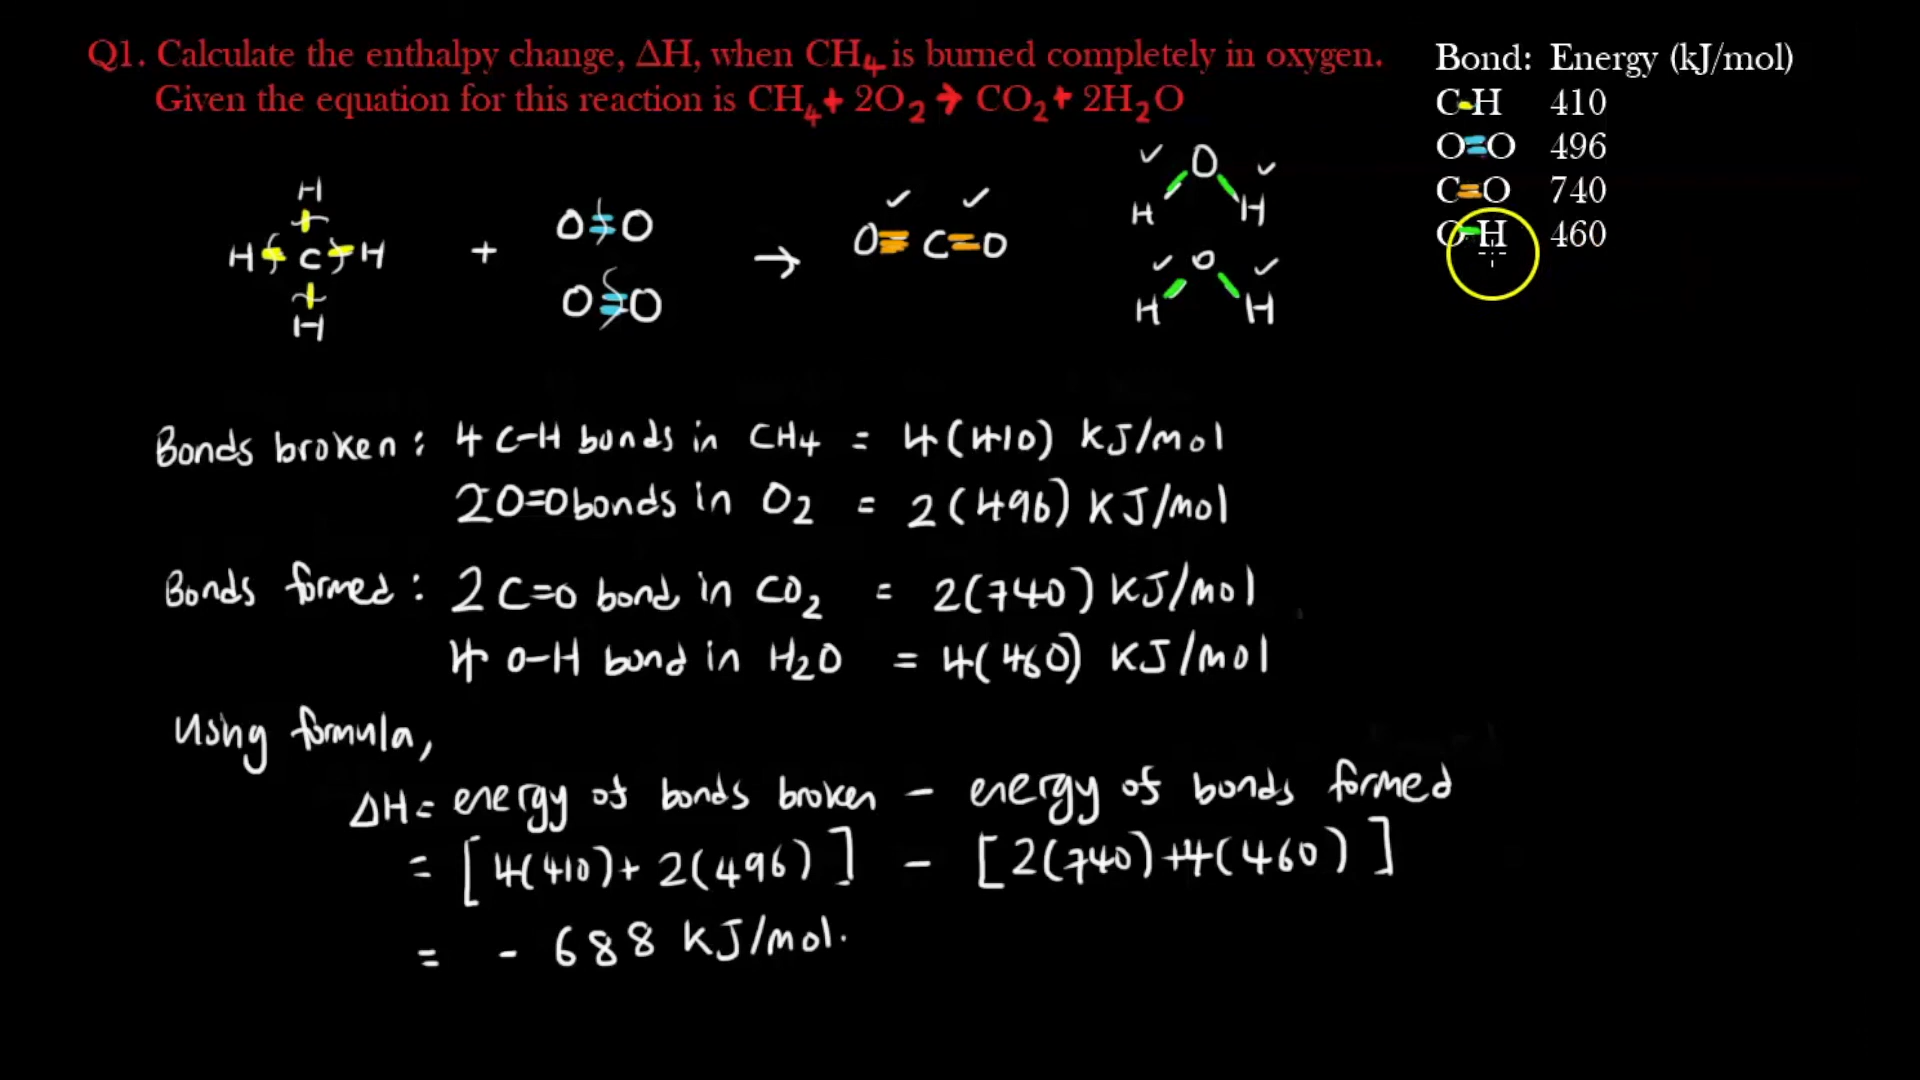 Q1. Calculate the enthalpy change, ΔH, when CH₄ is burned completely in oxygen.
Given the equation for this reaction is CH₄ + 2O₂ → CO₂ + 2H₂O
Bond: Energy (kJ/mol)
C-H 410
O=O 496
C=O 740
O-H 460
H
H C H
H
+
O=O
O=O
→
O=C=O
O
H H
O
H H
Bonds broken: 4 C-H bonds in CH4 = 4(410) KJ/mol
2O=O bonds in O2 = 2(496) KJ/mol
Bonds formed: 2 C=O bond in CO2 = 2(740) KJ/mol
4 O-H bond in H2O = 4(460) KJ/mol
Using formula,
ΔH = energy of bonds broken - energy of bonds formed
= [4(410)+ 2(496)] - [2(740)+4(460)]
= - 688 KJ/mol.